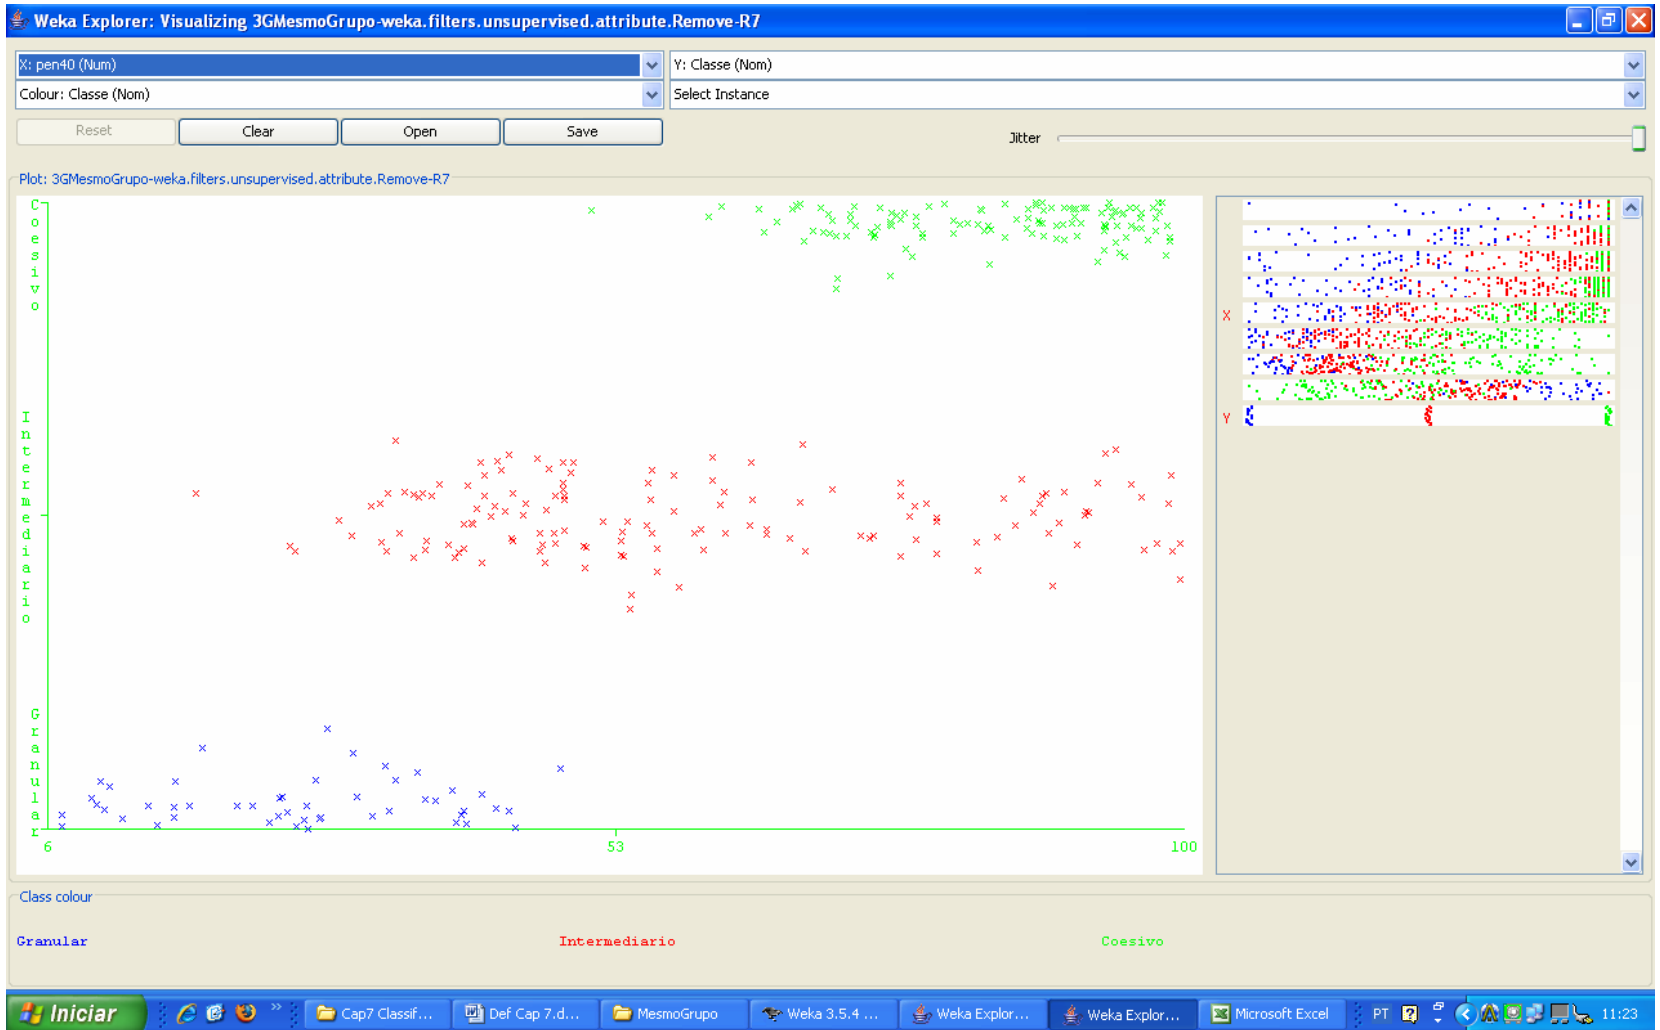 Weka Explorer: Visualizing 3GMesmoGrupo-weka.filters.unsupervised.attribute.Remove-R7
X: pen40 (Num)
Y: Classe (Nom)
Colour: Classe (Nom)
Select Instance
Reset
Clear
Open
Save
Jitter
Plot: 3GMesmoGrupo-weka.filters.unsupervised.attribute.Remove-R7
Coesivo
Intermediario
Granular
6
53
100
X
Y
Class colour
Granular
Intermediario
Coesivo
Iniciar
»
Cap7 Classif...
Def Cap 7.d...
MesmoGrupo
Weka 3.5.4 ...
Weka Explor...
Weka Explor...
Microsoft Excel
PT
11:23